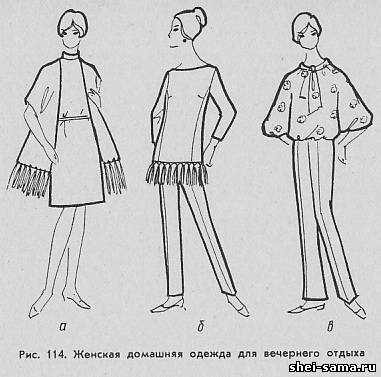 а б в
Рис. 114. Женская домашняя одежда для вечернего отдыха
shei-sama.ru